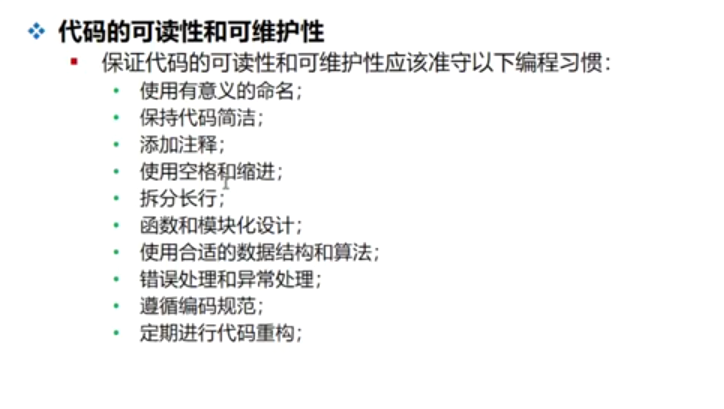 代码的可读性和可维护性
保证代码的可读性和可维护性应该准守以下编程习惯：
使用有意义的命名；
保持代码简洁；
添加注释；
使用空格和缩进；
拆分长行；
函数和模块化设计；
使用合适的数据结构和算法；
错误处理和异常处理；
遵循编码规范；
定期进行代码重构；